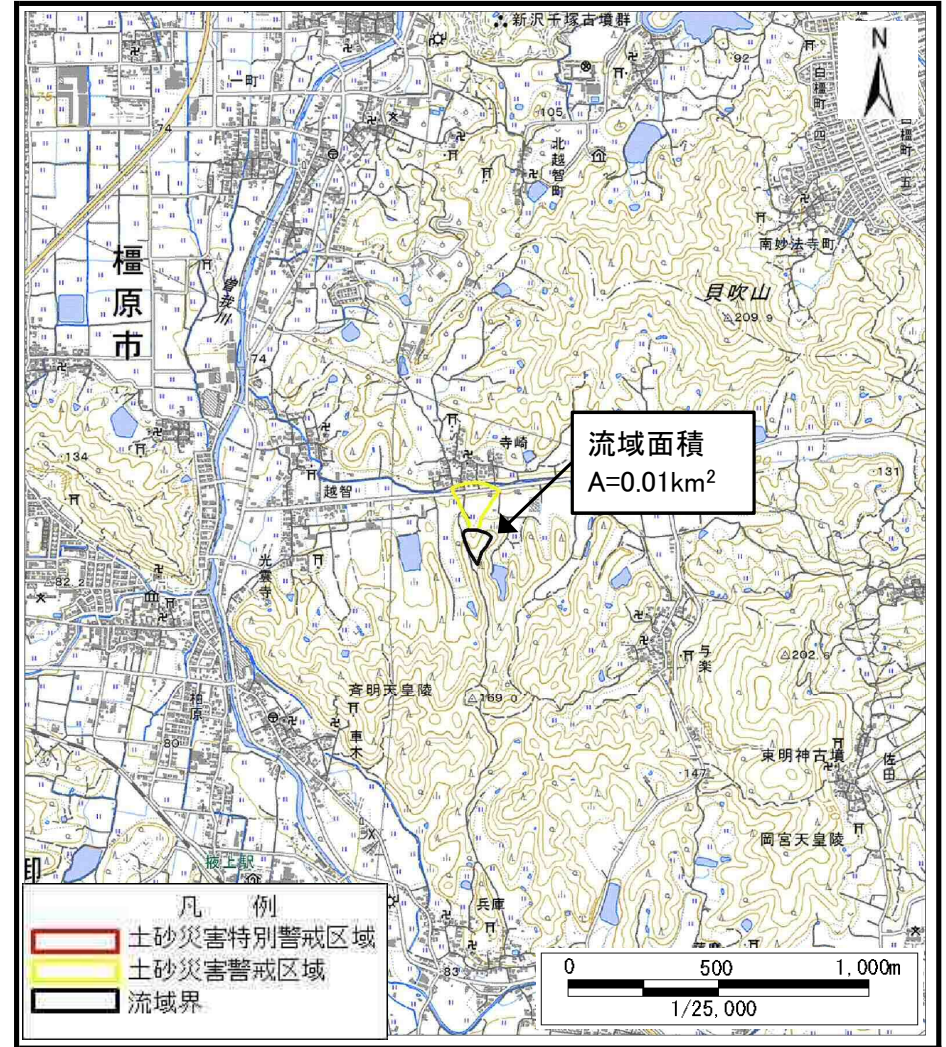 新沢千塚古墳群
N
92
一町
白橿町
四
105
74
北越智町
白橿町
五
橿原市
曽我川
南妙法寺町
貝吹山
209.9
74
寺崎
流域面積
A=0.01km²
134
131
越智
光雲寺
82.2
与楽
202.6
斉明天皇陵
169.0
車木
柏原
80
東明神古墳
佐田
147
岡宮天皇陵
掖上駅
御
兵庫
83
凡 例
土砂災害特別警戒区域
土砂災害警戒区域
流域界
0 500 1,000m
1/25,000